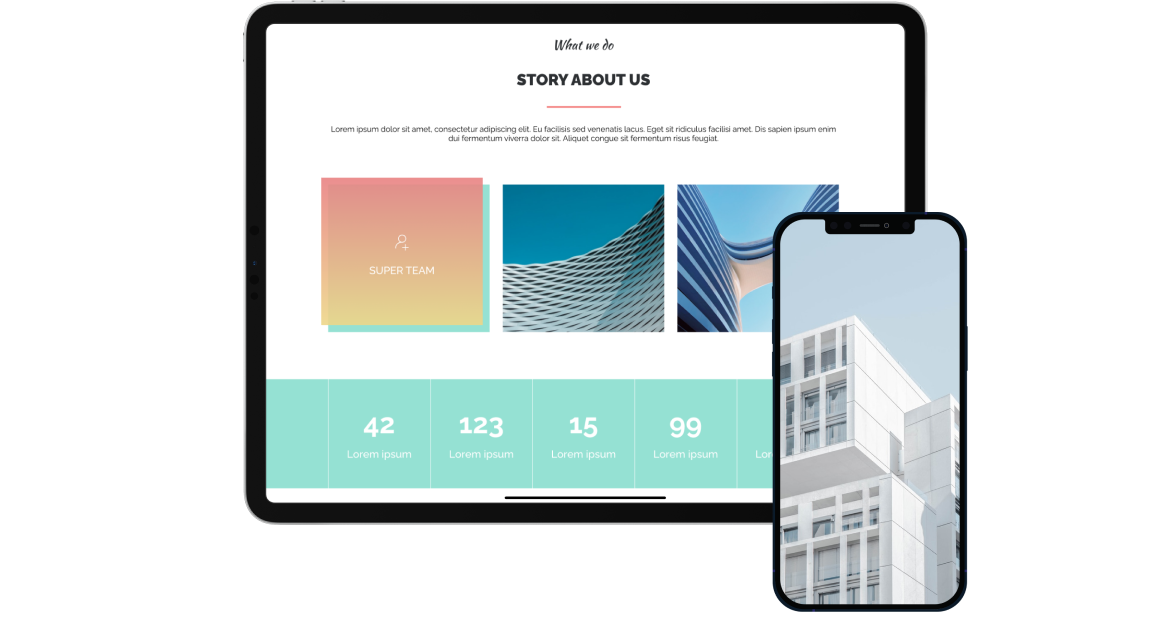 What we do
STORY ABOUT US
Lorem ipsum dolor sit amet, consectetur adipiscing elit. Eu facilisis sed venenatis lacus. Eget sit ridiculus facilisi amet. Dis sapien ipsum enim
dui fermentum viverra dolor sit. Aliquet congue sit fermentum risus feugiat.
SUPER TEAM
42 123 15 99
Lorem ipsum Lorem ipsum Lorem ipsum Lorem ipsum